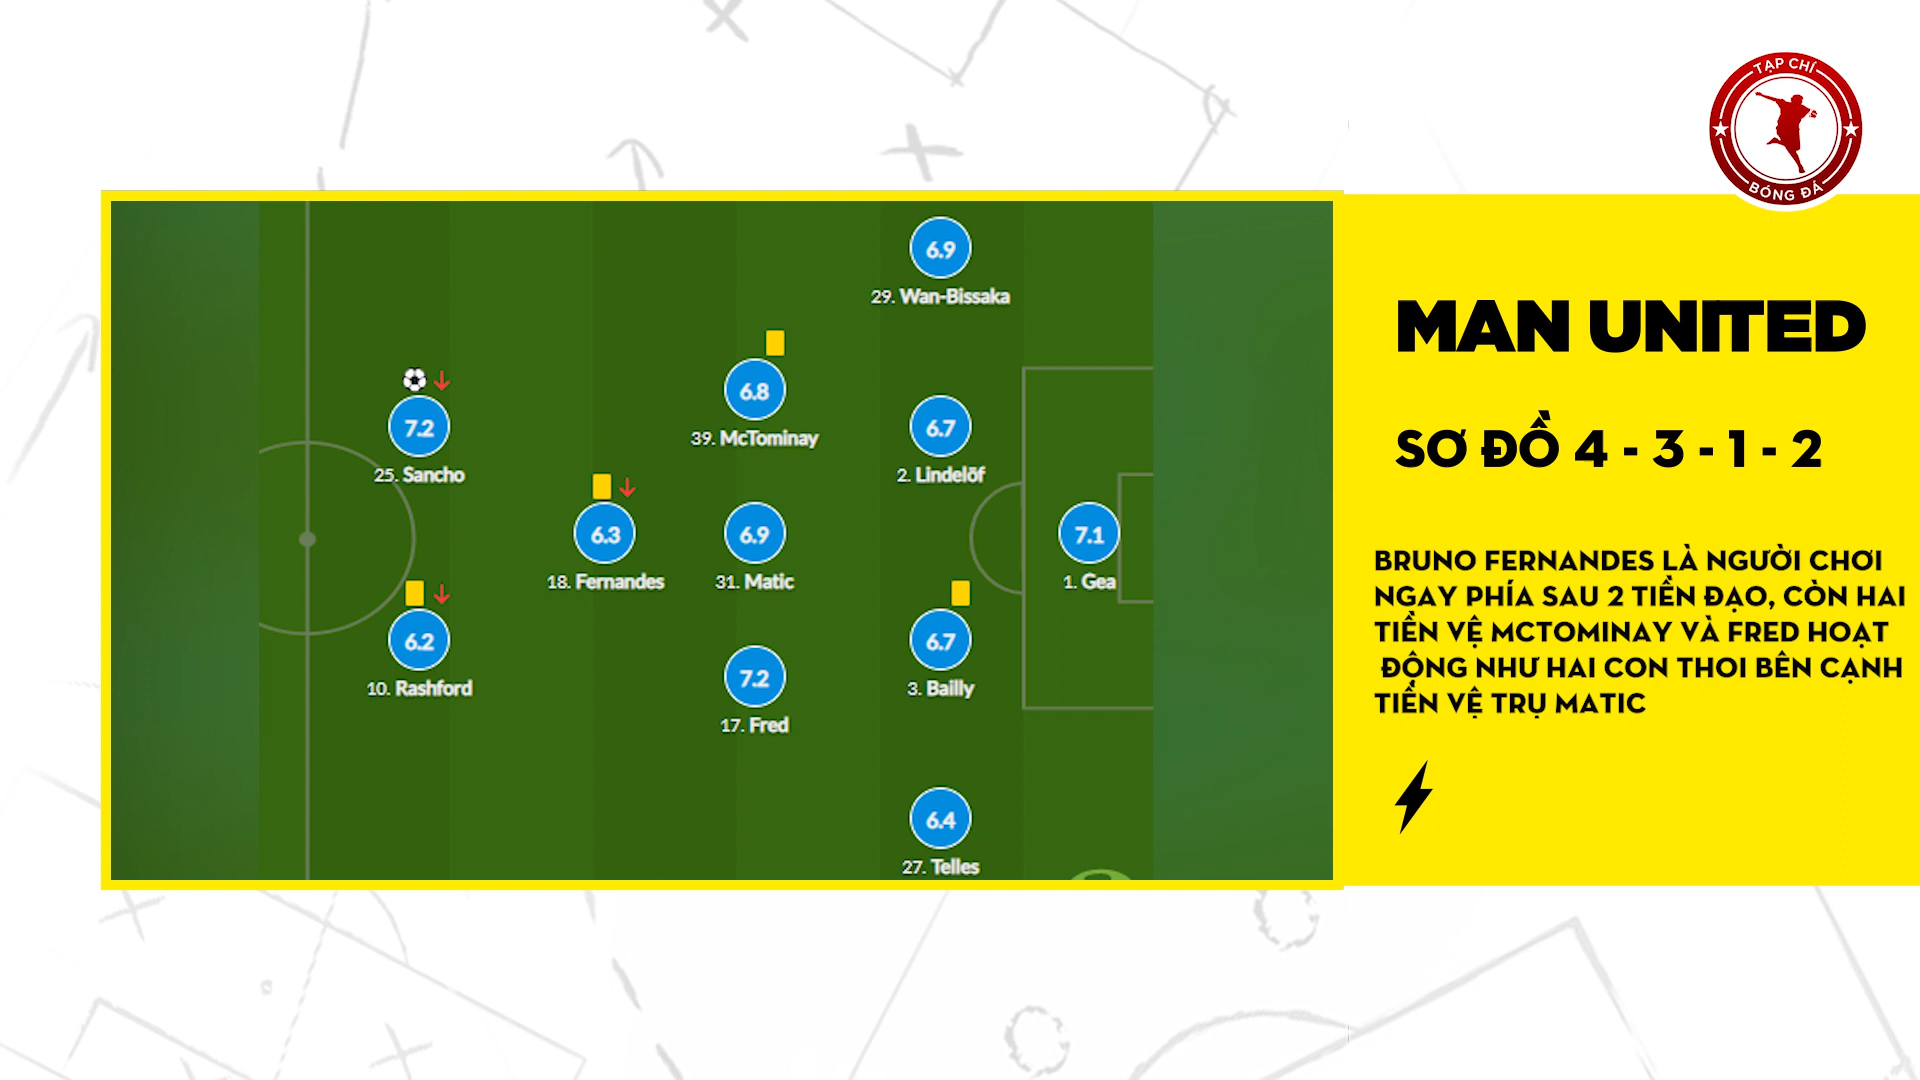 TẠP CHÍ
BÓNG ĐÁ
6.9
29. Wan-Bissaka
6.8
39. McTominay
7.2
25. Sancho
6.7
2. Lindelöf
6.3
18. Fernandes
6.9
31. Matic
7.1
1. Gea
6.2
10. Rashford
6.7
3. Bailly
7.2
17. Fred
6.4
27. Telles
MAN UNITED
SƠ ĐỒ 4 - 3 - 1 - 2
BRUNO FERNANDES LÀ NGƯỜI CHƠI
NGAY PHÍA SAU 2 TIỀN ĐẠO, CÒN HAI
TIỀN VỆ MCTOMINAY VÀ FRED HOẠT
ĐỘNG NHƯ HAI CON THOI BÊN CẠNH
TIỀN VỆ TRỤ MATIC